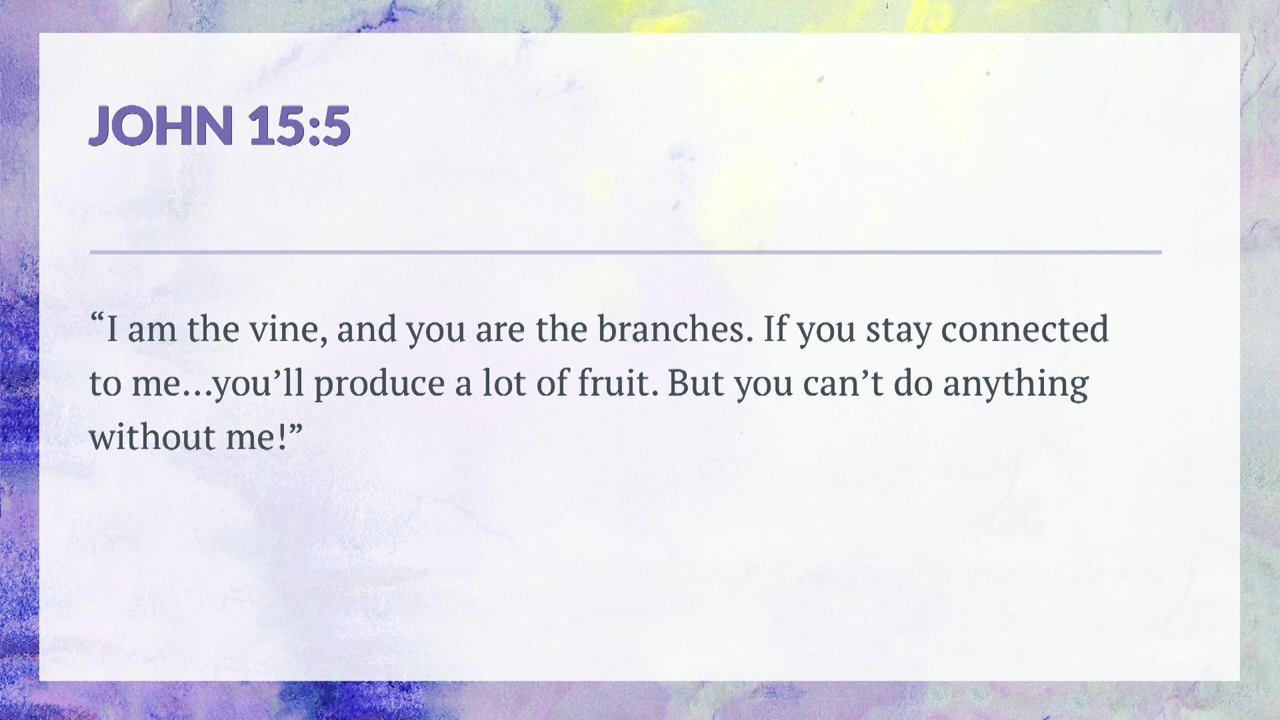 JOHN 15:5
“I am the vine, and you are the branches. If you stay connected
to me…you’ll produce a lot of fruit. But you can’t do anything
without me!”